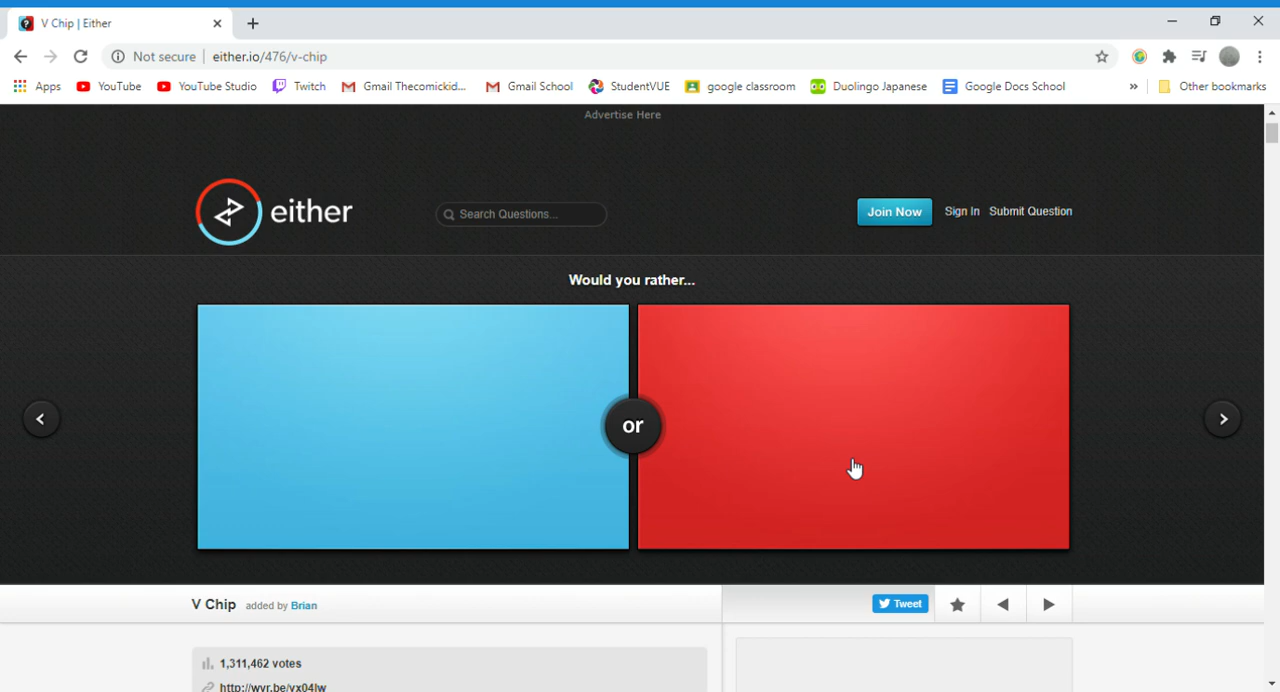 V Chip | Either
Not secure | either.io/476/v-chip
Apps YouTube YouTube Studio Twitch Gmail Thecomickid... Gmail School StudentVUE google classroom Duolingo Japanese Google Docs School » Other bookmarks
Advertise Here
either
Search Questions...
Join Now Sign In Submit Question
Would you rather...
or
V Chip added by Brian
Tweet
1,311,462 votes
http://wyr.be/yx04Iw